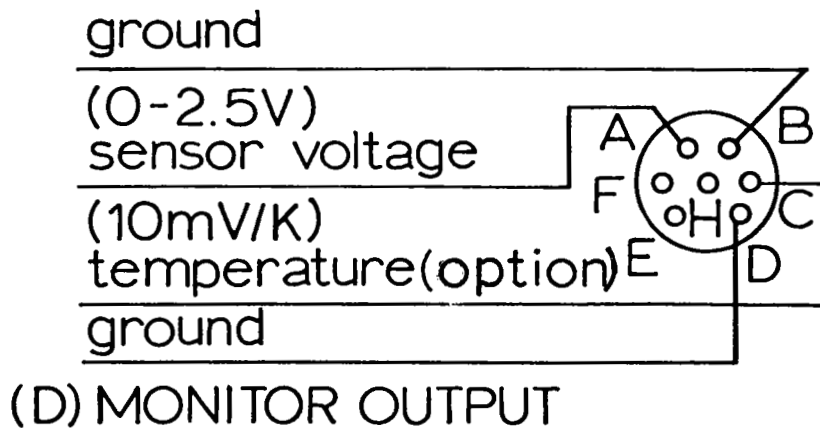 ground
(0-2.5V)
sensor voltage
(10mV/K)
temperature(option)
ground
A
B
F
H
C
E
D
(D) MONITOR OUTPUT